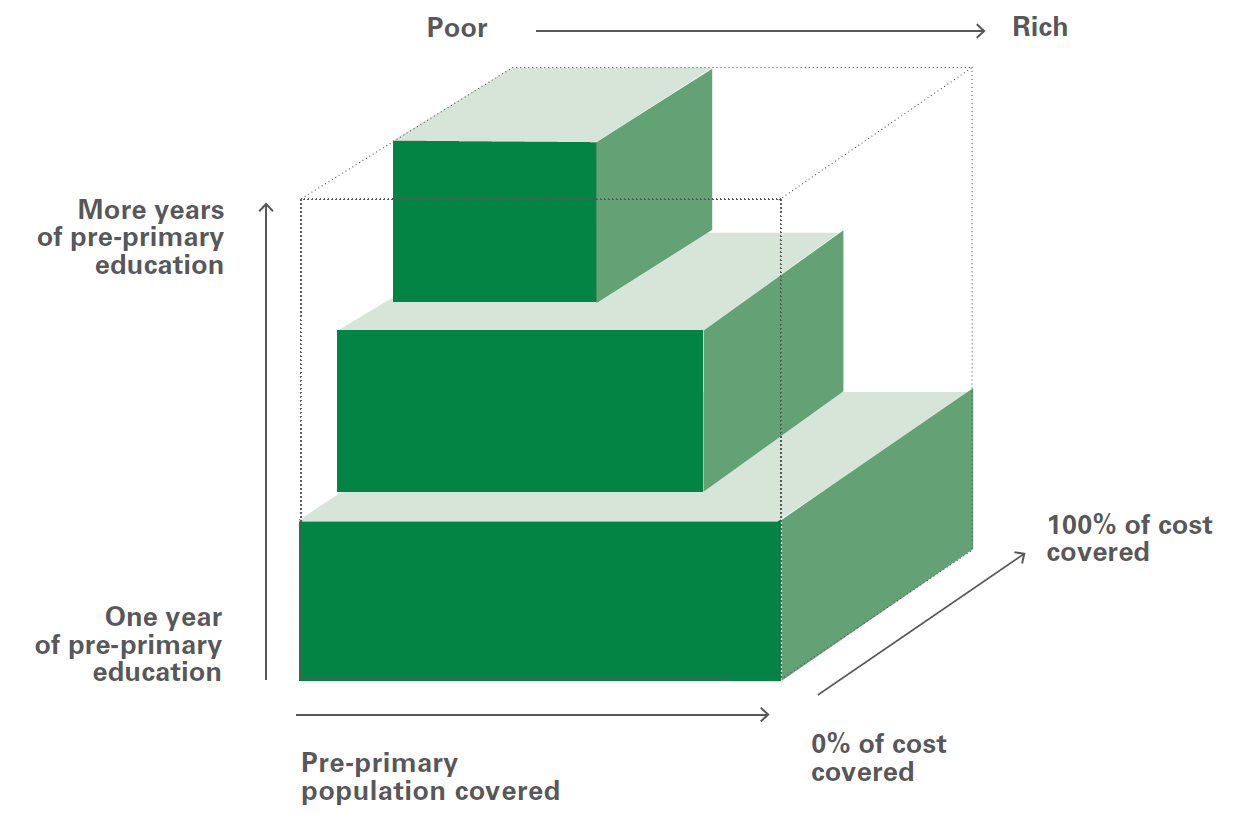 Poor
Rich
More years
of pre-primary
education
One year
of pre-primary
education
100% of cost
covered
0% of cost
covered
Pre-primary
population covered